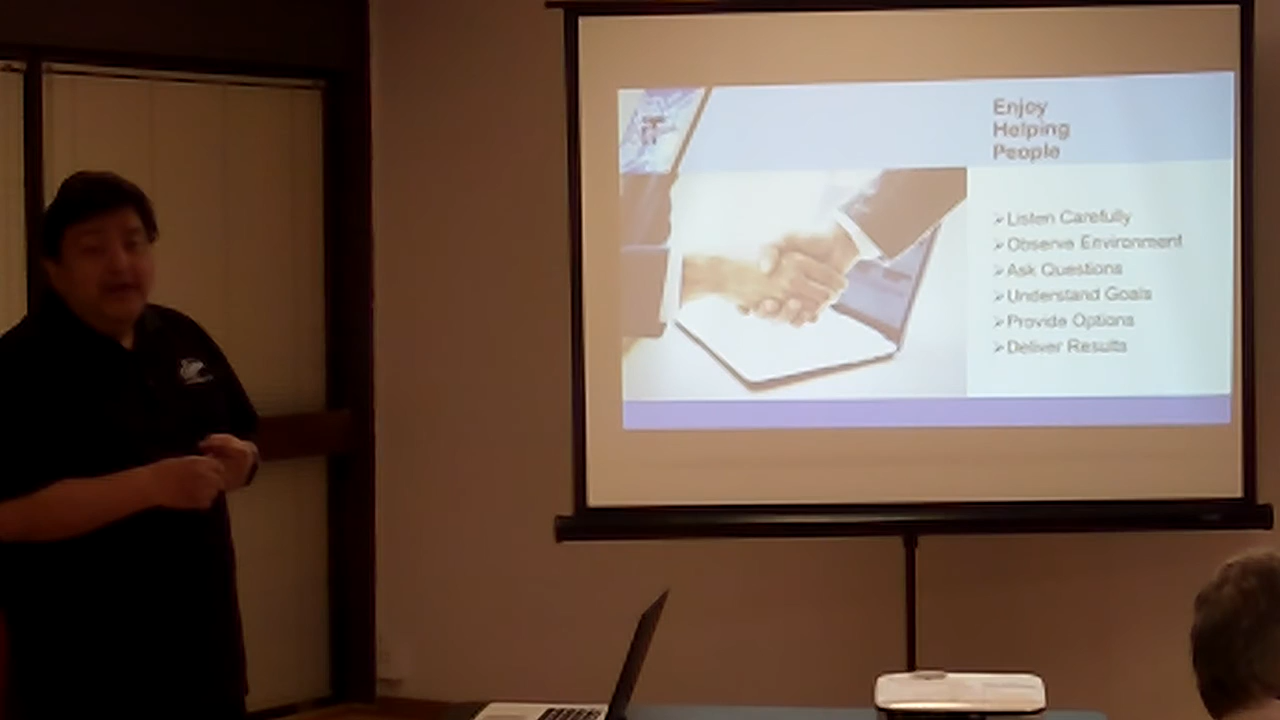 Enjoy
Helping
People
➢Listen Carefully
➢Observe Environment
➢Ask Questions
➢Understand Goals
➢Provide Options
➢Deliver Results